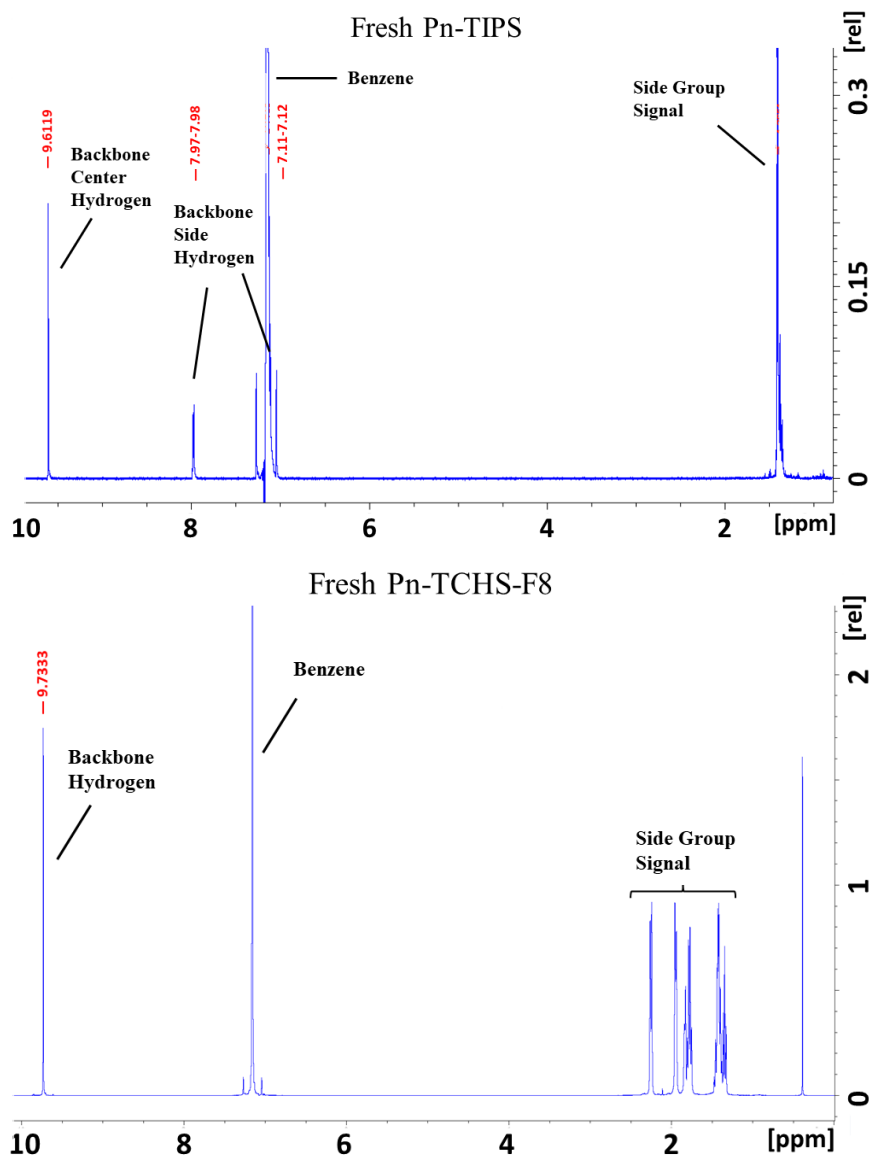 Fresh Pn-TIPS
[rel]
Benzene
Side Group
Signal
0.3
— 9.6119
— 7.97-7.98
— 7.11-7.12
Backbone
Center
Hydrogen
Backbone
Side
Hydrogen
0.15
0
10
8
6
4
2
[ppm]
Fresh Pn-TCHS-F8
[rel]
— 9.7333
Benzene
2
Backbone
Hydrogen
Side Group
Signal
1
0
10
8
6
4
2
[ppm]